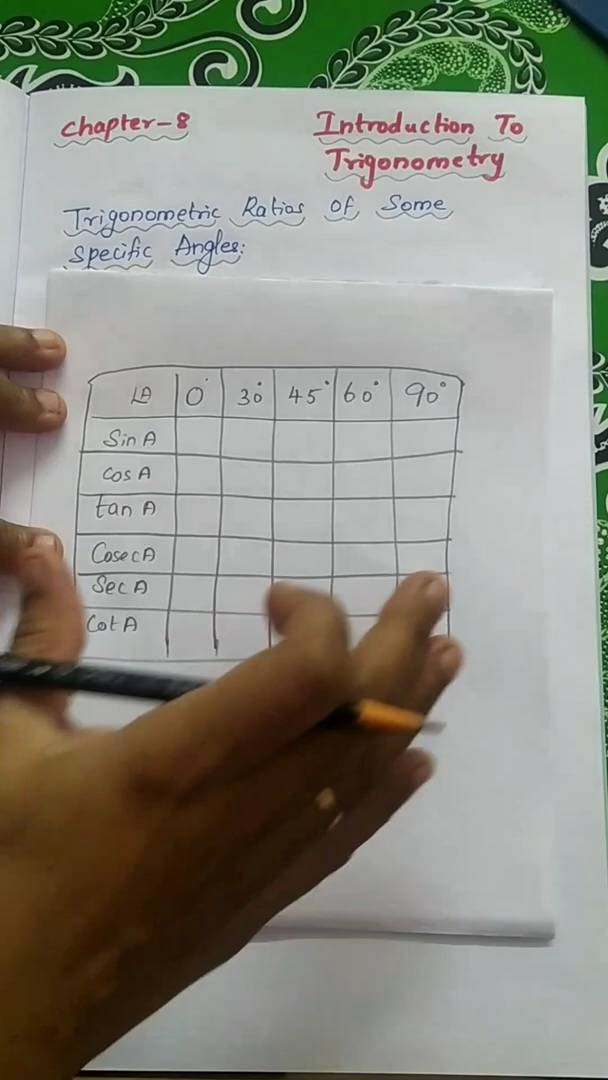 Chapter-8
Introduction To
Trigonometry
Trigonometric Ratios Of Some
Specific Angles:
∠A 0° 30° 45° 60° 90°
Sin A
Cos A
tan A
Cosec A
Sec A
Cot A